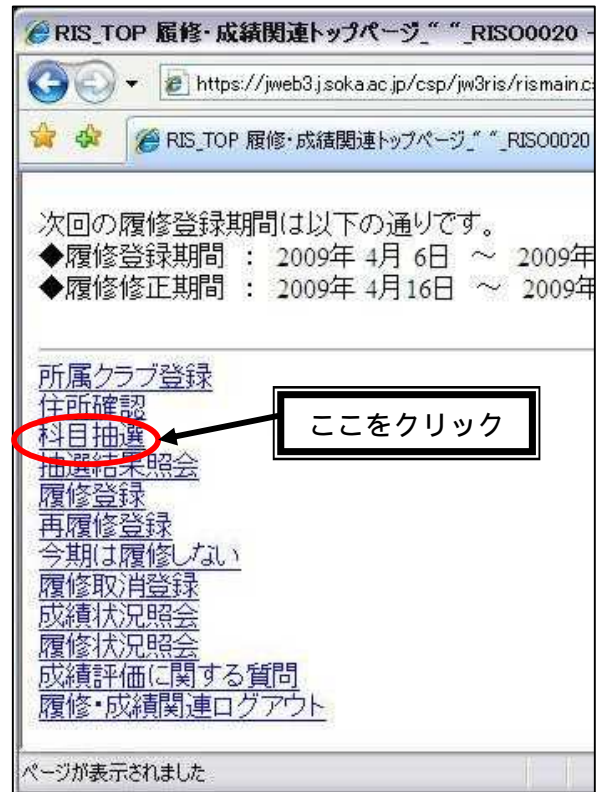 RIS_TOP 履修・成績関連トップページ_" "_RIS00020 -
https://jweb3.j.soka.ac.jp/csp/jw3ris/rismain.c
RIS_TOP 履修・成績関連トップページ_" "_RIS00020
次回の履修登録期間は以下の通りです。
◆履修登録期間 : 2009年 4月 6日 ～ 2009年
◆履修修正期間 : 2009年 4月16日 ～ 2009年
所属クラブ登録
住所確認
科目抽選
ここをクリック
抽選結果照会
履修登録
再履修登録
今期は履修しない
履修取消登録
成績状況照会
履修状況照会
成績評価に関する質問
履修・成績関連ログアウト
ページが表示されました